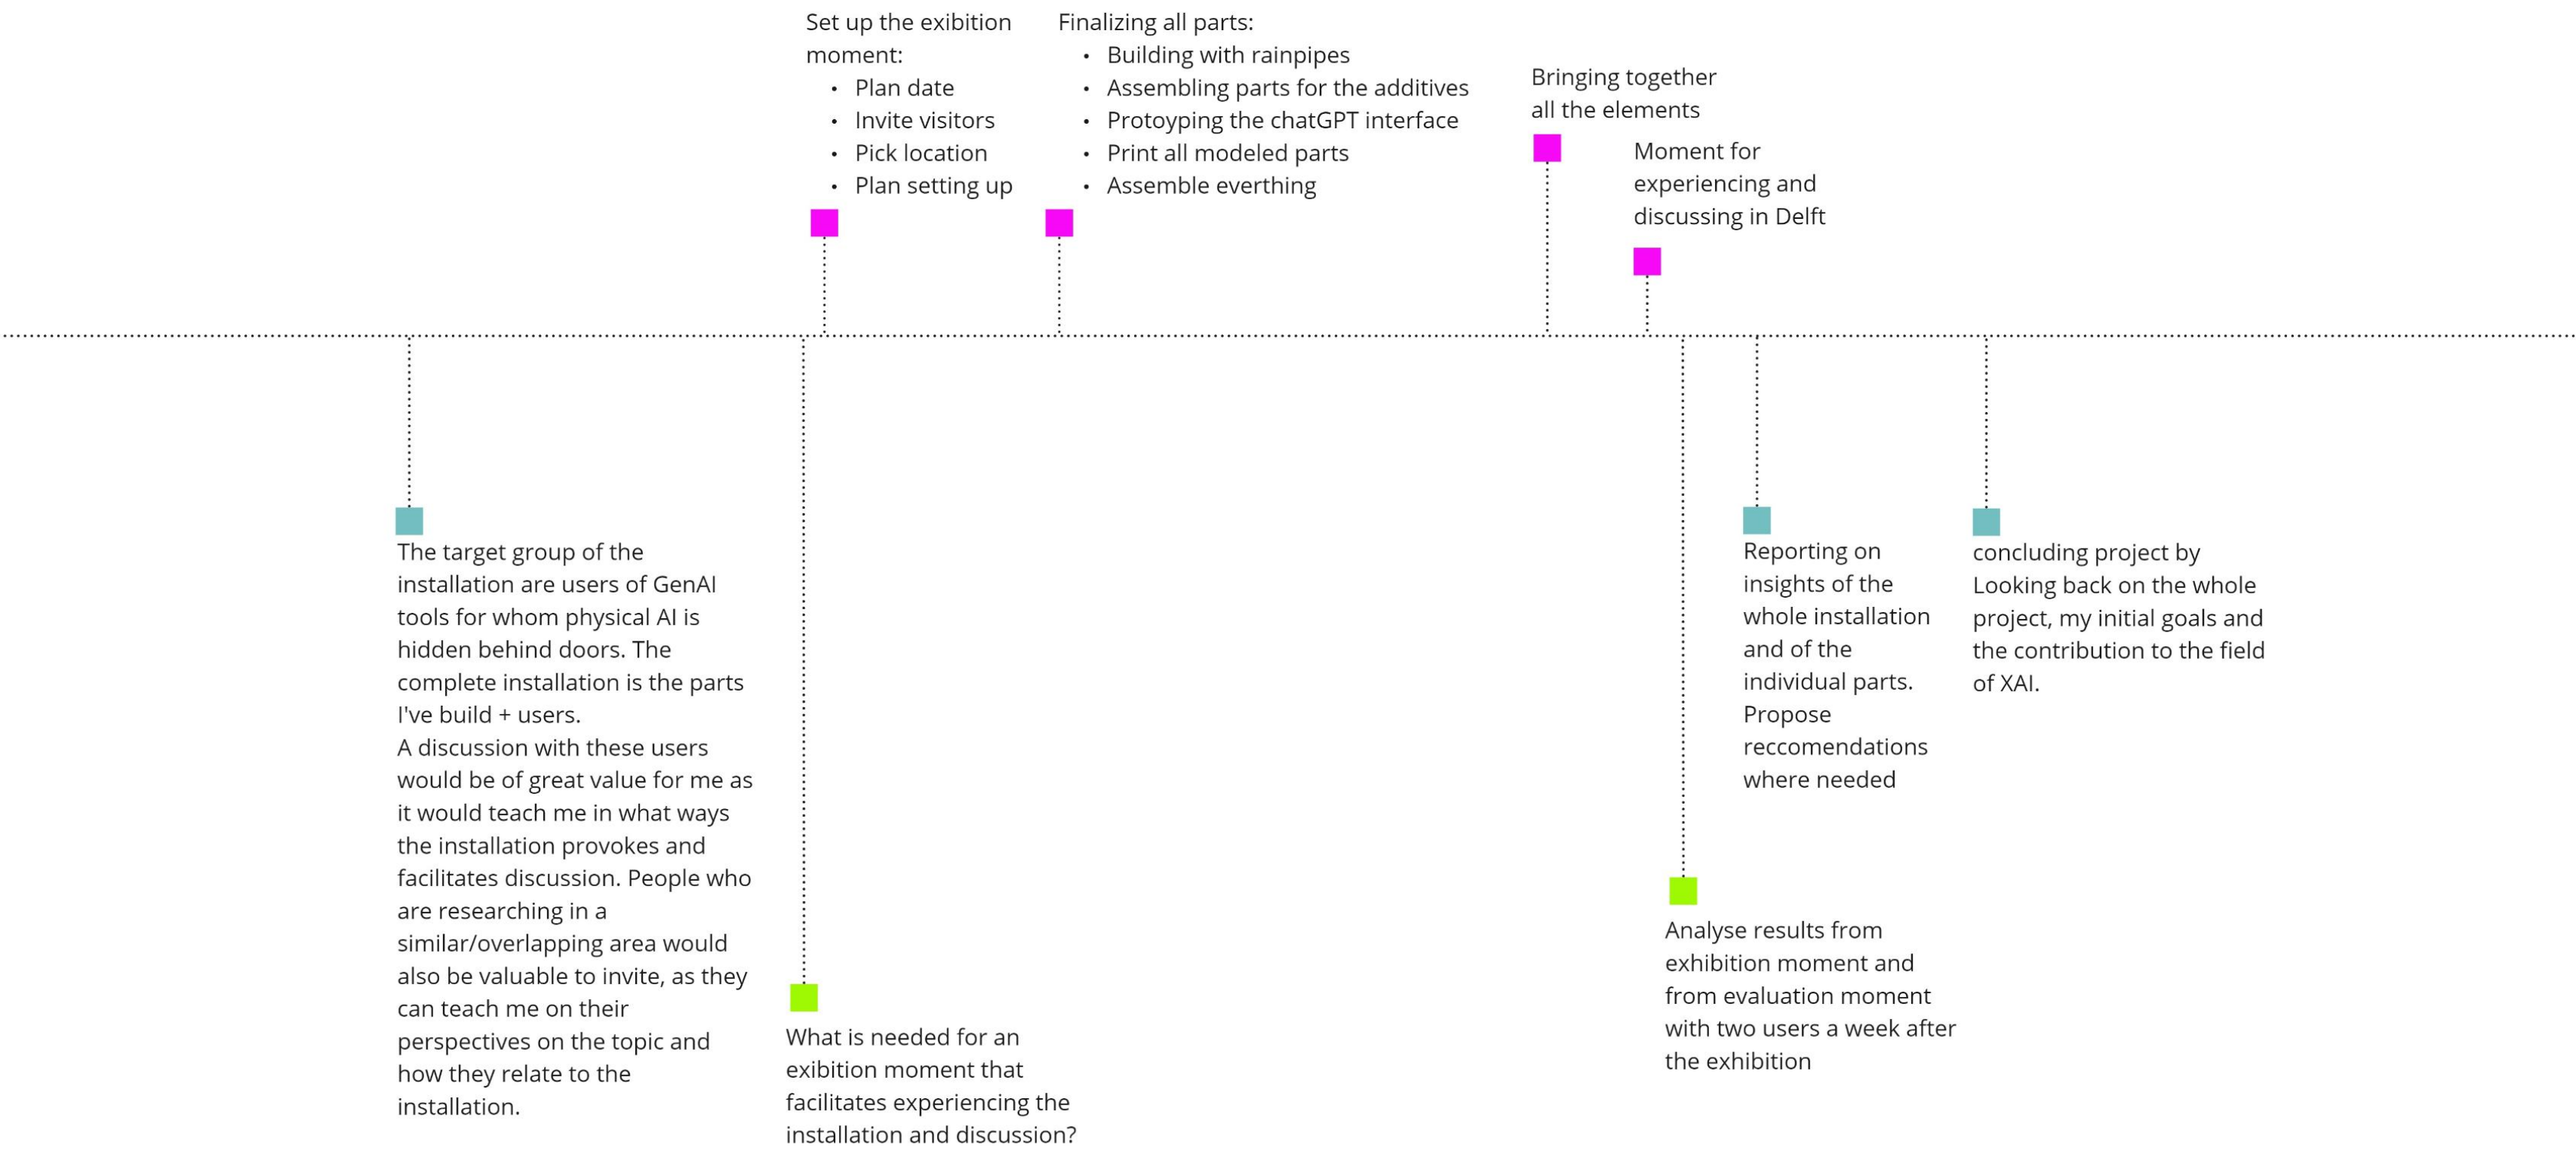 Set up the exibition
moment:
• Plan date
• Invite visitors
• Pick location
• Plan setting up
Finalizing all parts:
• Building with rainpipes
• Assembling parts for the additives
• Protoyping the chatGPT interface
• Print all modeled parts
• Assemble everthing
Bringing together
all the elements
Moment for
experiencing and
discussing in Delft
The target group of the
installation are users of GenAI
tools for whom physical AI is
hidden behind doors. The
complete installation is the parts
I've build + users.
A discussion with these users
would be of great value for me as
it would teach me in what ways
the installation provokes and
facilitates discussion. People who
are researching in a
similar/overlapping area would
also be valuable to invite, as they
can teach me on their
perspectives on the topic and
how they relate to the
installation.
What is needed for an
exibition moment that
facilitates experiencing the
installation and discussion?
Reporting on
insights of the
whole installation
and of the
individual parts.
Propose
reccomendations
where needed
concluding project by
Looking back on the whole
project, my initial goals and
the contribution to the field
of XAI.
Analyse results from
exhibition moment and
from evaluation moment
with two users a week after
the exhibition